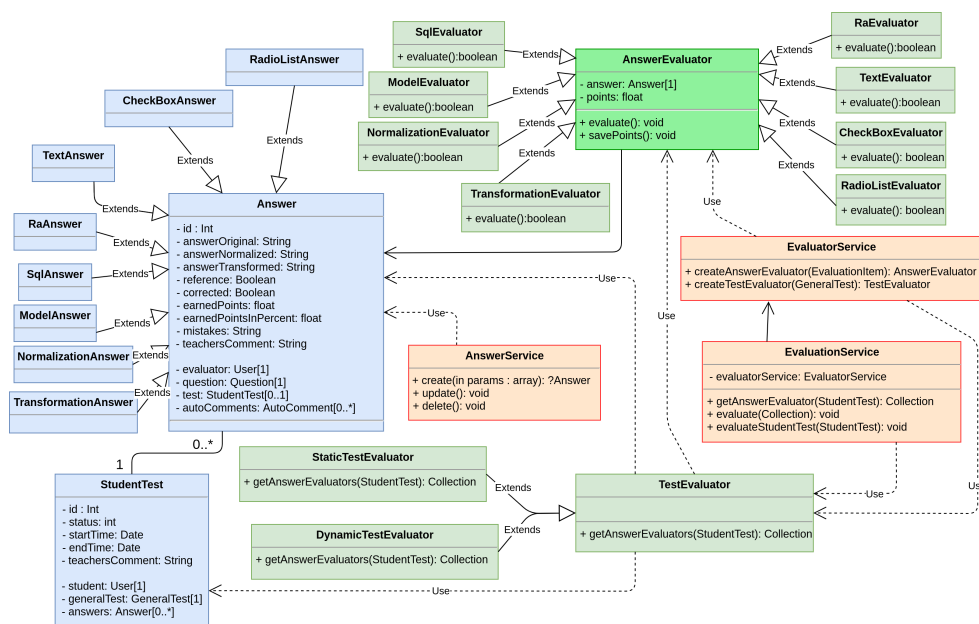 RadioListAnswer
CheckBoxAnswer
TextAnswer
RaAnswer
SqlAnswer
ModelAnswer
NormalizationAnswer
TransformationAnswer
Extends
Extends
Extends
Extends
Extends
Extends
Extends
Extends
Answer
- id : Int
- answerOriginal: String
- answerNormalized: String
- answerTransformed: String
- reference: Boolean
- corrected: Boolean
- earnedPoints: float
- earnedPointsInPercent: float
- mistakes: String
- teachersComment: String
- evaluator: User[1]
- question: Question[1]
- test: StudentTest[0..1]
- autoComments: AutoComment[0..*]
0..*
1
StudentTest
- id : Int
- status: int
- startTime: Date
- endTime: Date
- teachersComment: String
- student: User[1]
- generalTest: GeneralTest[1]
- answers: Answer[0..*]
SqlEvaluator
+ evaluate():boolean
ModelEvaluator
+ evaluate():boolean
NormalizationEvaluator
+ evaluate():boolean
TransformationEvaluator
+ evaluate():boolean
Extends
Extends
Extends
Extends
AnswerEvaluator
- answer: Answer[1]
- points: float
+ evaluate(): void
+ savePoints(): void
Extends
Extends
Extends
Extends
RaEvaluator
+ evaluate():boolean
TextEvaluator
+ evaluate():boolean
CheckBoxEvaluator
+ evaluate():boolean
RadioListEvaluator
+ evaluate():boolean
Use
EvaluatorService
+ createAnswerEvaluator(EvaluationItem): AnswerEvaluator
+ createTestEvaluator(GeneralTest): TestEvaluator
Use
Use
Use
AnswerService
+ create(in params : array): ?Answer
+ update(): void
+ delete(): void
EvaluationService
- evaluatorService: EvaluatorService
+ getAnswerEvaluator(StudentTest): Collection
+ evaluate(Collection): void
+ evaluateStudentTest(StudentTest): void
StaticTestEvaluator
+ getAnswerEvaluators(StudentTest): Collection
DynamicTestEvaluator
+ getAnswerEvaluators(StudentTest): Collection
Extends
Extends
TestEvaluator
+ getAnswerEvaluators(StudentTest): Collection
Use
Us
Use